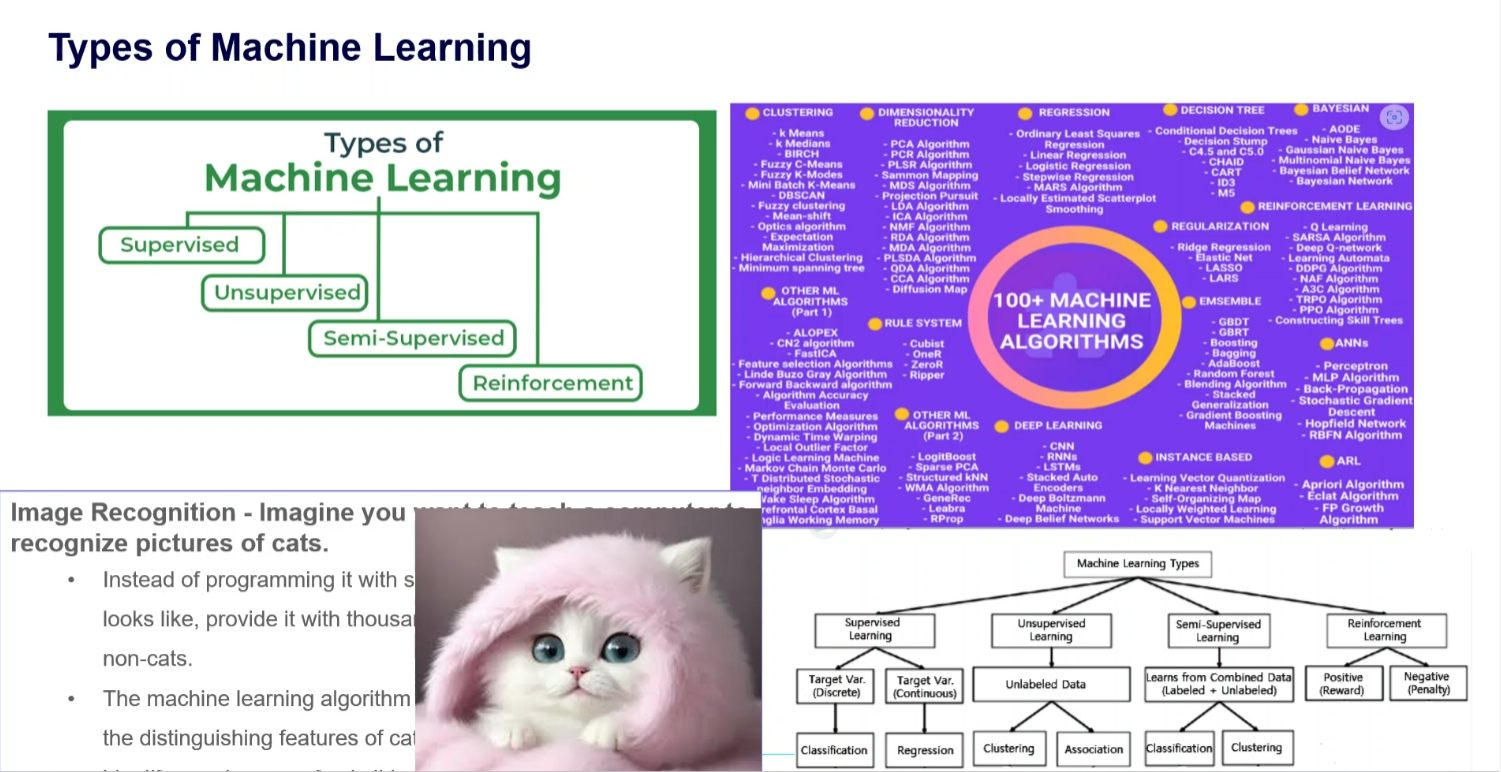 Types of Machine Learning
Types of
Machine Learning
Supervised
Unsupervised
Semi-Supervised
Reinforcement
CLUSTERING
- k Means
- k Medians
- BIRCH
- Fuzzy C-Means
- Fuzzy K-Modes
- Mini Batch K-Means
- DBSCAN
- Fuzzy clustering
- Mean-shift
- Optics algorithm
- Expectation
Maximization
- Hierarchical Clustering
- Minimum spanning tree
DIMENSIONALITY
REDUCTION
- PCA Algorithm
- PCR Algorithm
- PLSR Algorithm
- Sammon Mapping
- MDS Algorithm
- Projection Pursuit
- LDA Algorithm
- ICA Algorithm
- NMF Algorithm
- RDA Algorithm
- MDA Algorithm
- PLSDA Algorithm
- QDA Algorithm
- CCA Algorithm
- Diffusion Map
REGRESSION
- Ordinary Least Squares
Regression
- Linear Regression
- Logistic Regression
- Stepwise Regression
- MARS Algorithm
- Locally Estimated Scatterplot
Smoothing
DECISION TREE
- Conditional Decision Trees
- Decision Stump
- C4.5 and C5.0
- CHAID
- CART
- ID3
- M5
BAYESIAN
- AODE
- Naive Bayes
- Gaussian Naive Bayes
- Multinomial Naive Bayes
- Bayesian Belief Network
- Bayesian Network
REINFORCEMENT LEARNING
- Q Learning
- SARSA Algorithm
- Deep Q-network
- Learning Automata
- DDPG Algorithm
- NAF Algorithm
- A3C Algorithm
- TRPO Algorithm
- PPO Algorithm
- Constructing Skill Trees
REGULARIZATION
- Ridge Regression
- Elastic Net
- LASSO
- LARS
100+ MACHINE
LEARNING
ALGORITHMS
EMSEMBLE
- GBDT
- GBRT
- Boosting
- Bagging
- AdaBoost
- Random Forest
- Blending Algorithm
- Stacked
Generalization
- Gradient Boosting
Machines
ANNs
- Perceptron
- MLP Algorithm
- Back-Propagation
- Stochastic Gradient
Descent
- Hopfield Network
- RBFN Algorithm
OTHER ML
ALGORITHMS
(Part 1)
- ALOPEX
- CN2 algorithm
- FastICA
- Feature selection Algorithms
- Linde Buzo Gray Algorithm
- Forward Backward algorithm
- Algorithm Accuracy
Evaluation
- Performance Measures
- Optimization Algorithm
- Dynamic Time Warping
- Local Outlier Factor
- Logic Learning Machine
- Markov Chain Monte Carlo
- T Distributed Stochastic
neighbor Embedding
Wake Sleep Algorithm
Cortex Basal
Working Memory
RULE SYSTEM
- Cubist
- OneR
- ZeroR
- Ripper
OTHER ML
ALGORITHMS
(Part 2)
- LogitBoost
- Sparse PCA
- Structured kNN
- WMA Algorithm
- GeneRec
- Leabra
- RProp
DEEP LEARNING
- CNN
- RNNs
- LSTMs
- Stacked Auto
Encoders
- Deep Boltzmann
Machine
- Deep Belief Networks
INSTANCE BASED
- Learning Vector Quantization
- K Nearest Neighbor
- Self-Organizing Map
- Locally Weighted Learning
- Support Vector Machines
ARL
- Apriori Algorithm
- Eclat Algorithm
- FP Growth
Algorithm
Image Recognition - Imagine you
recognize pictures of cats.
• Instead of programming it with
looks like, provide it with
non-cats.
• The machine learning algorithm
the distinguishing features of
Machine Learning Types
Supervised
Learning
Unsupervised
Learning
Semi-Supervised
Learning
Reinforcement
Learning
Target Var.
(Discrete)
Target Var.
(Continuous)
Unlabeled Data
Learns from Combined Data
(Labeled + Unlabeled)
Positive
(Reward)
Negative
(Penalty)
Classification
Regression
Clustering
Association
Classification
Clustering